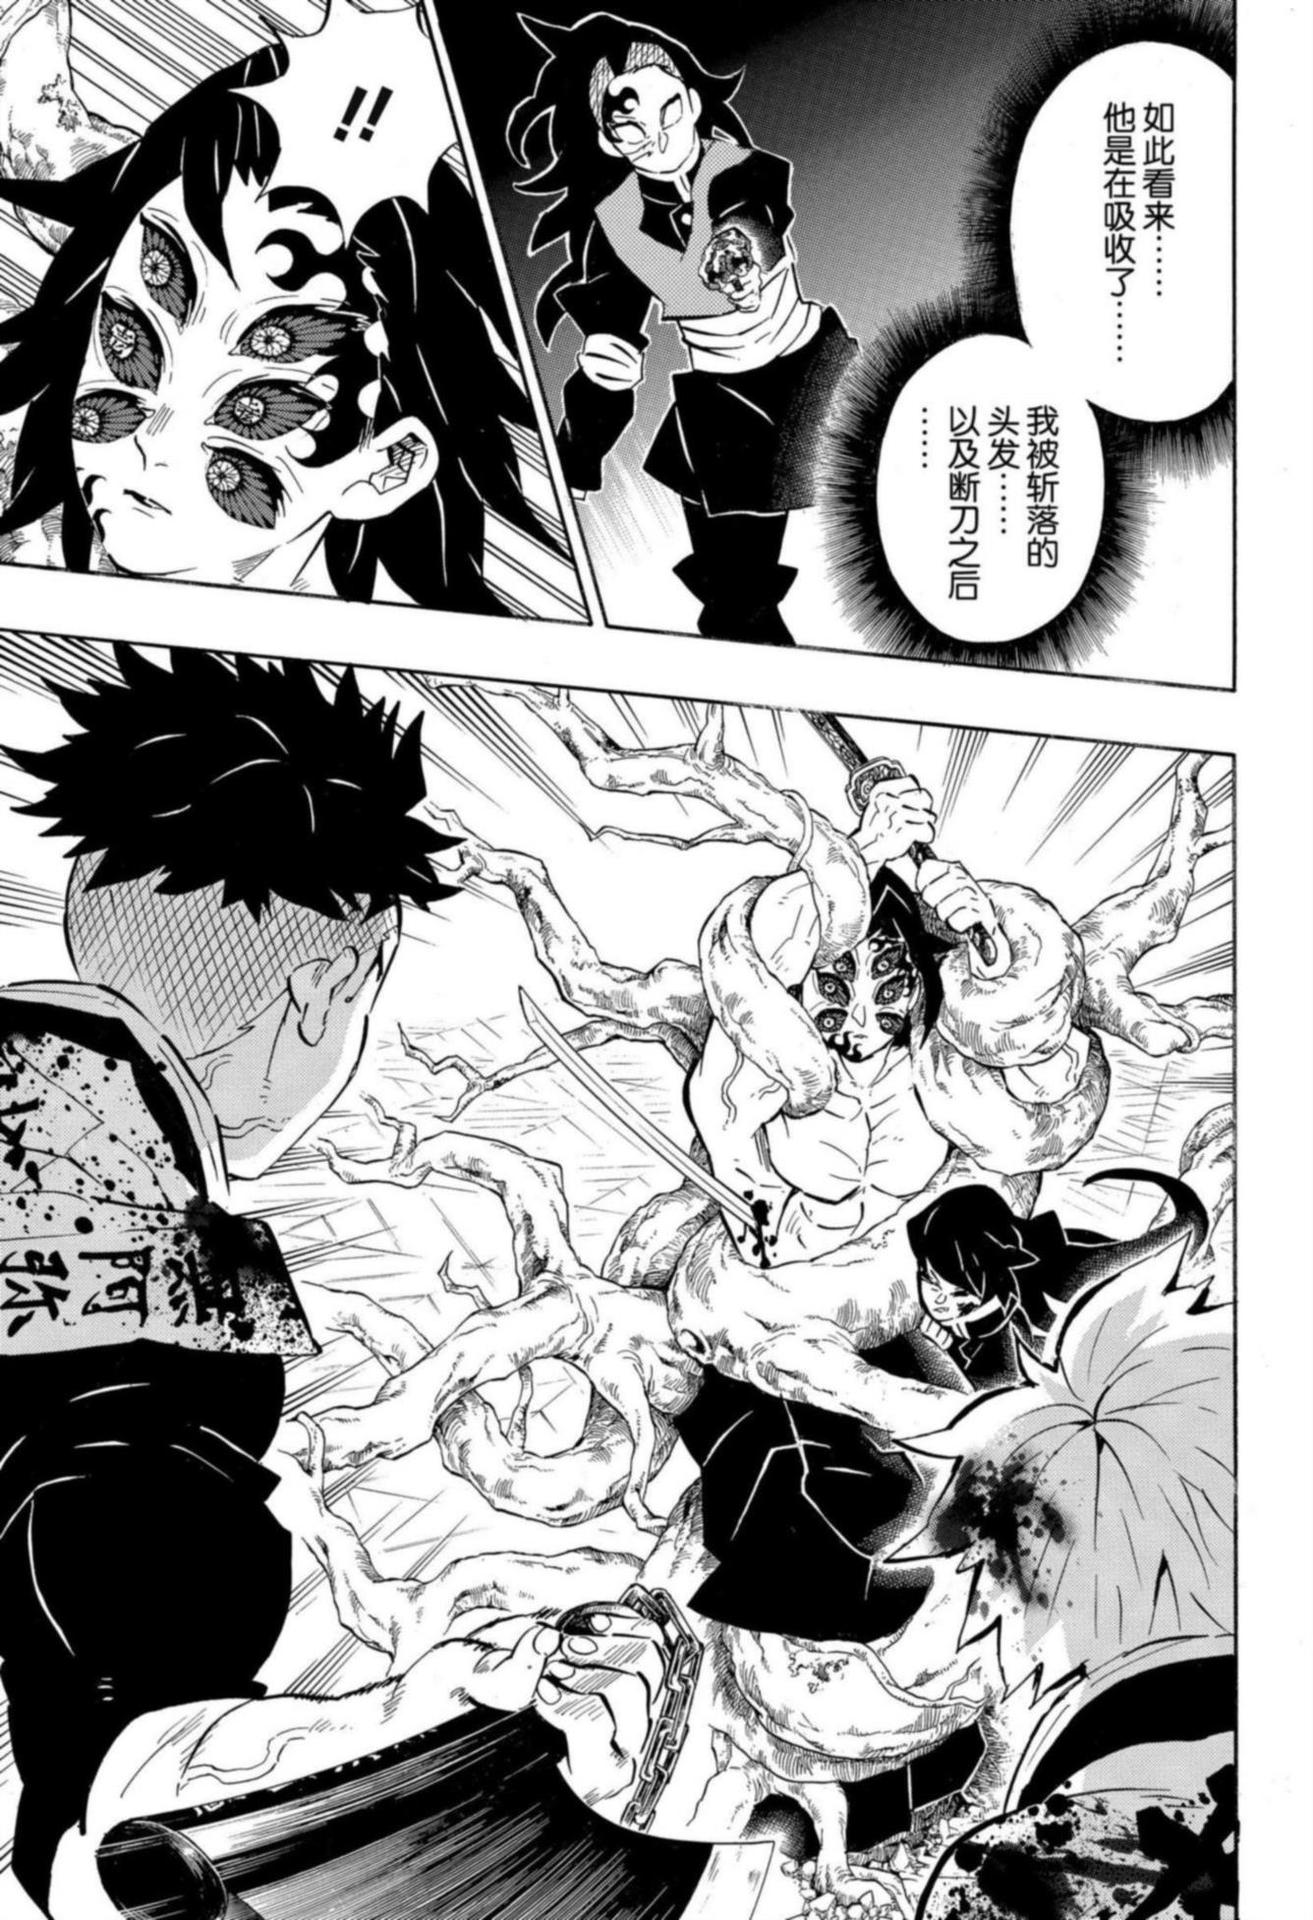 如此看来……
他是在吸收了……
我被斩落的
头发……
以及断刀之后
……
!!
無
阿
弥